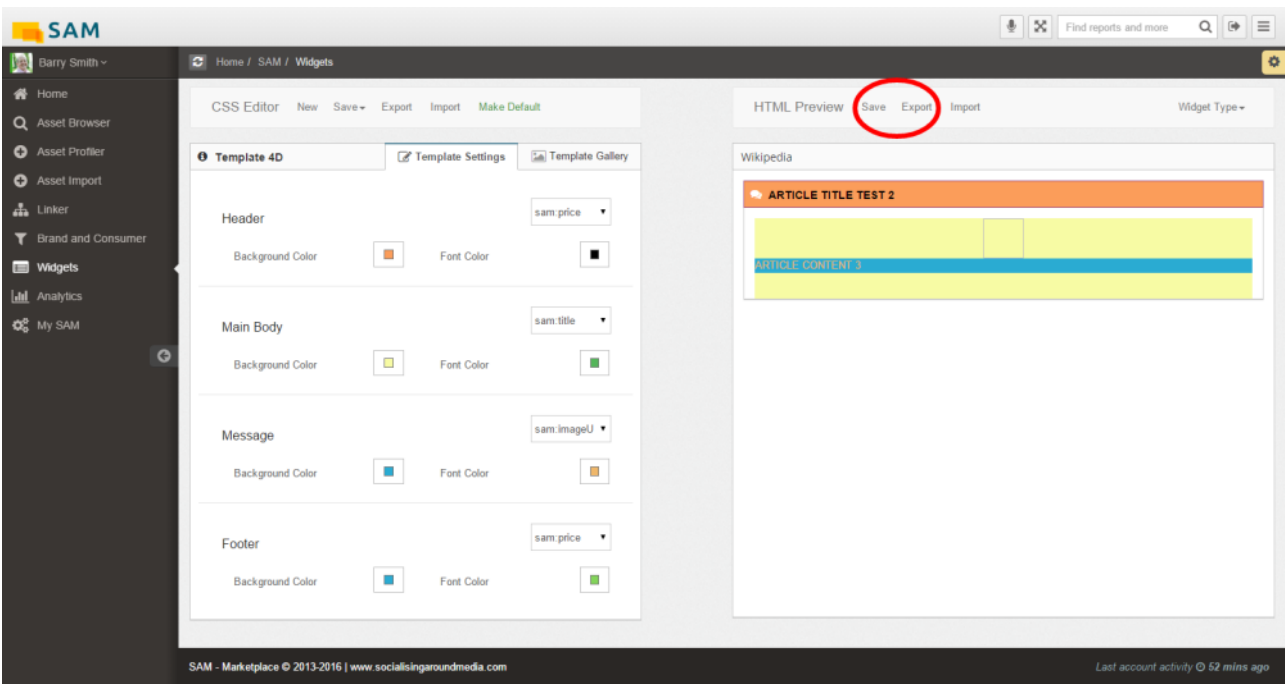 SAM
Find reports and more
Barry Smith
Home / SAM / Widgets
Home
Asset Browser
Asset Profiler
Asset Import
Linker
Brand and Consumer
Widgets
Analytics
My SAM
CSS Editor New Save Export Import Make Default
Template 4D Template Settings Template Gallery
Header sam:price
Background Color Font Color
Main Body sam:title
Background Color Font Color
Message sam:imageU
Background Color Font Color
Footer sam:price
Background Color Font Color
HTML Preview Save Export Import Widget Type
Wikipedia
ARTICLE TITLE TEST 2
ARTICLE CONTENT 3
SAM - Marketplace © 2013-2016 | www.socialisingaroundmedia.com
Last account activity 52 mins ago